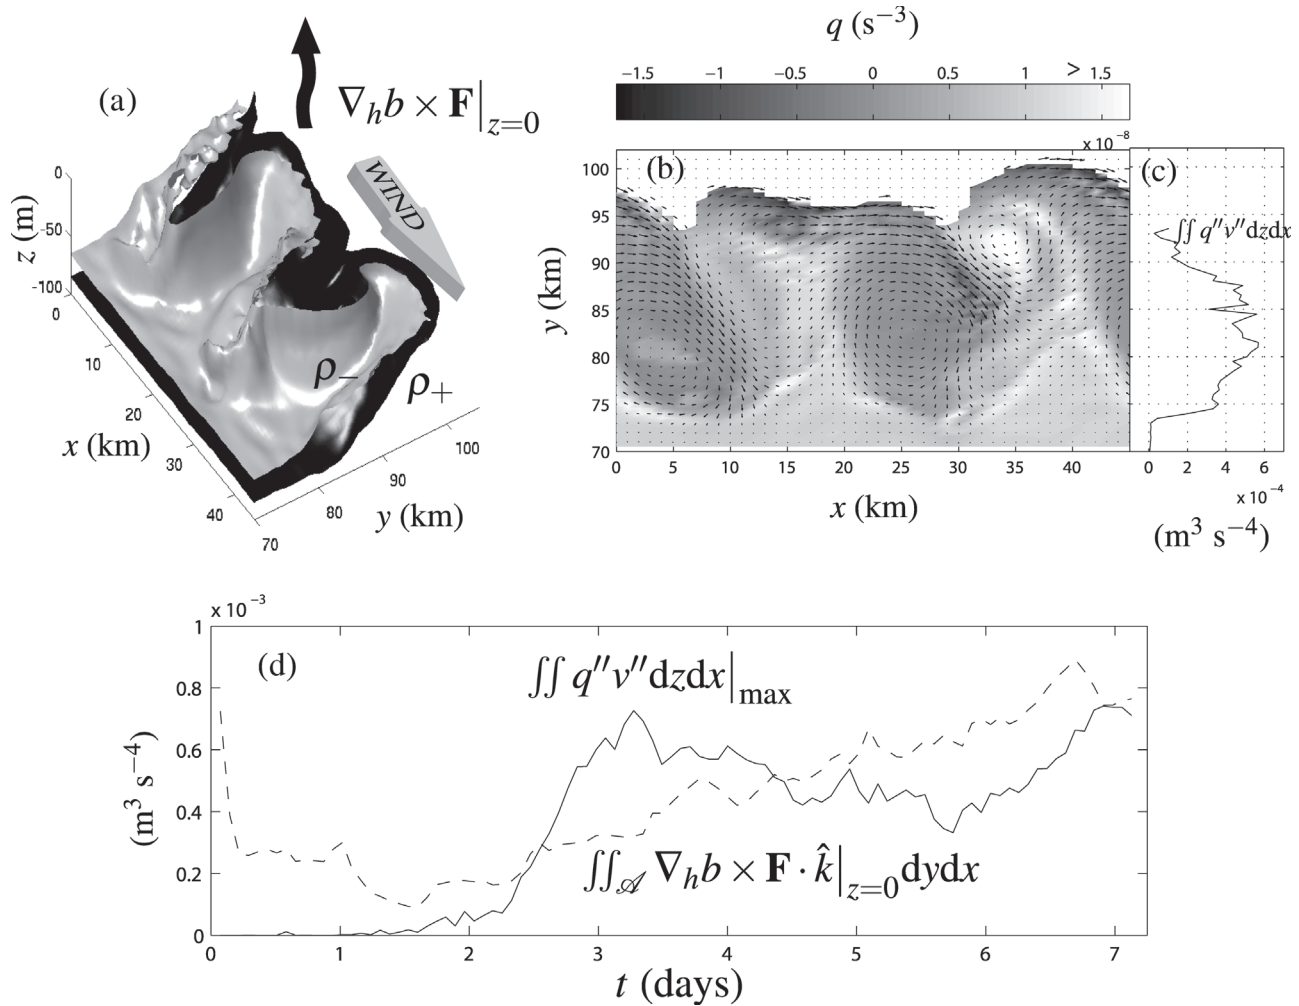 (a)
∇ₕb × F|z=0
WIND
z (m)
0
-50
-100
0
10
20
30
40
x (km)
70
80
90
100
y (km)
ρ−
ρ+
q (s⁻³)
−1.5 −1 −0.5 0 0.5 1 > 1.5
x 10 ⁻⁸
(b)
100
95
90
85
80
75
70
y (km)
0 5 10 15 20 25 30 35 40
x (km)
(c)
∫∫ q″v″dzdx
0 2 4 6
x 10 ⁻⁴
(m³ s⁻⁴)
x 10 ⁻³
(d)
1
0.8
0.6
0.4
0.2
0
(m³ s⁻⁴)
∫∫ q″v″dzdx|max
∫∫𝒜 ∇ₕb × F · k̂|z=0 dydx
0 1 2 3 4 5 6 7
t (days)